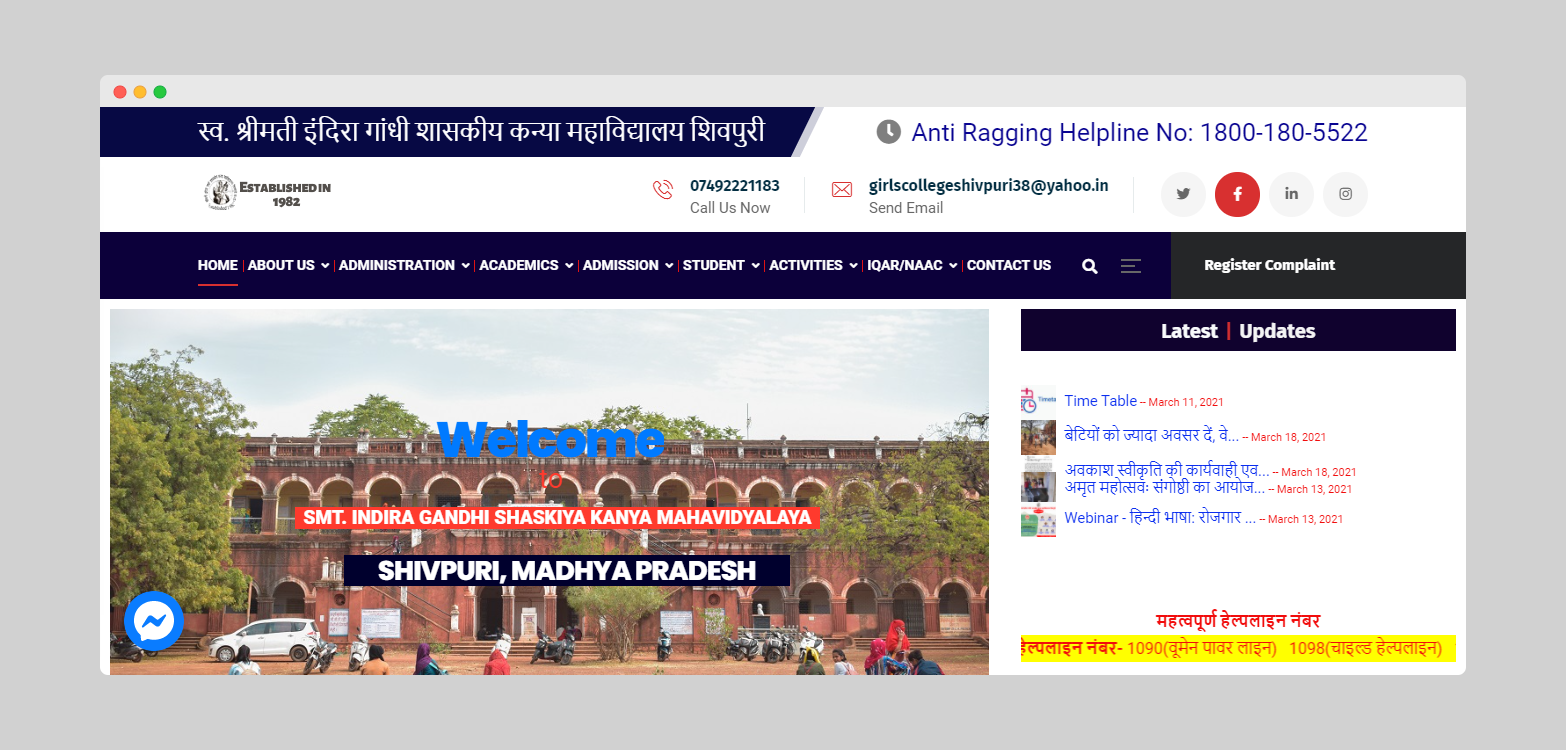 स्व. श्रीमती इंदिरा गांधी शासकीय कन्या महाविद्यालय शिवपुरी
Anti Ragging Helpline No: 1800-180-5522
ESTABLISHED IN
1982
07492221183
Call Us Now
girlscollegeshivpuri38@yahoo.in
Send Email
HOME ABOUT US ADMINISTRATION ACADEMICS ADMISSION STUDENT ACTIVITIES IQAR/NAAC CONTACT US
Register Complaint
Welcome
to
SMT. INDIRA GANDHI SHASKIYA KANYA MAHAVIDYALAYA
SHIVPURI, MADHYA PRADESH
Latest | Updates
Time Table -- March 11, 2021
बेटियों को ज्यादा अवसर दें, वे... -- March 18, 2021
अवकाश स्वीकृति की कार्यवाही एव... -- March 18, 2021
अमृत महोत्सवः संगोष्ठी का आयोज... -- March 13, 2021
Webinar - हिन्दी भाषा: रोजगार ... -- March 13, 2021
महत्वपूर्ण हेल्पलाइन नंबर
हेल्पलाइन नंबर- 1090(वूमेन पावर लाइन) 1098(चाइल्ड हेल्पलाइन)